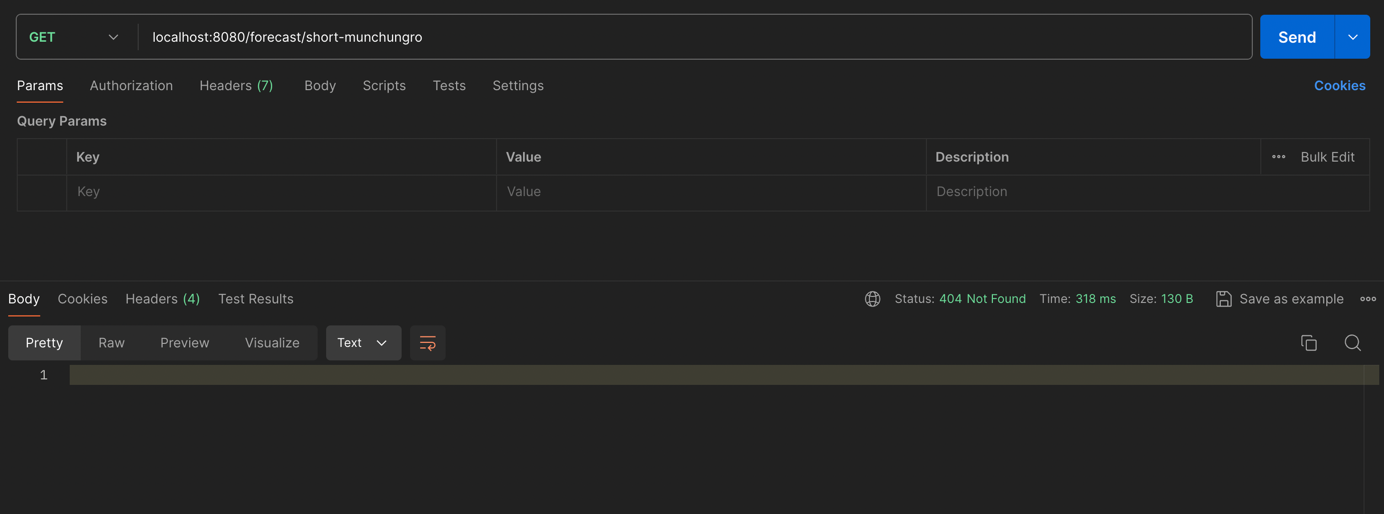 GET localhost:8080/forecast/short-munchungro Send
Params Authorization Headers (7) Body Scripts Tests Settings Cookies
Query Params
Key Value Description Bulk Edit
Key Value Description
Body Cookies Headers (4) Test Results Status: 404 Not Found Time: 318 ms Size: 130 B Save as example
Pretty Raw Preview Visualize Text
1